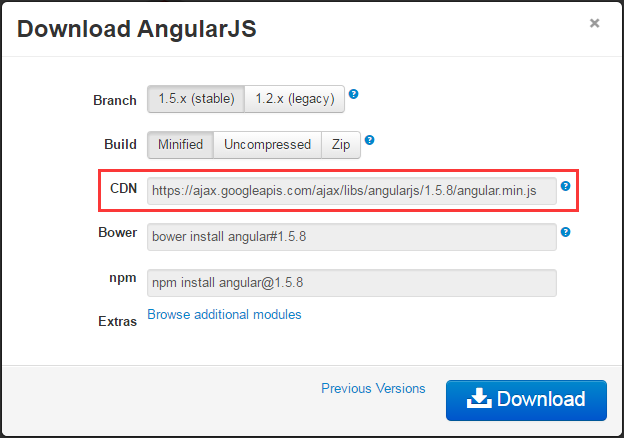 Download AngularJS ×
Branch 1.5.x (stable) 1.2.x (legacy) ?
Build Minified Uncompressed Zip ?
CDN https://ajax.googleapis.com/ajax/libs/angularjs/1.5.8/angular.min.js ?
Bower bower install angular#1.5.8 ?
npm npm install angular@1.5.8
Extras Browse additional modules
Previous Versions Download